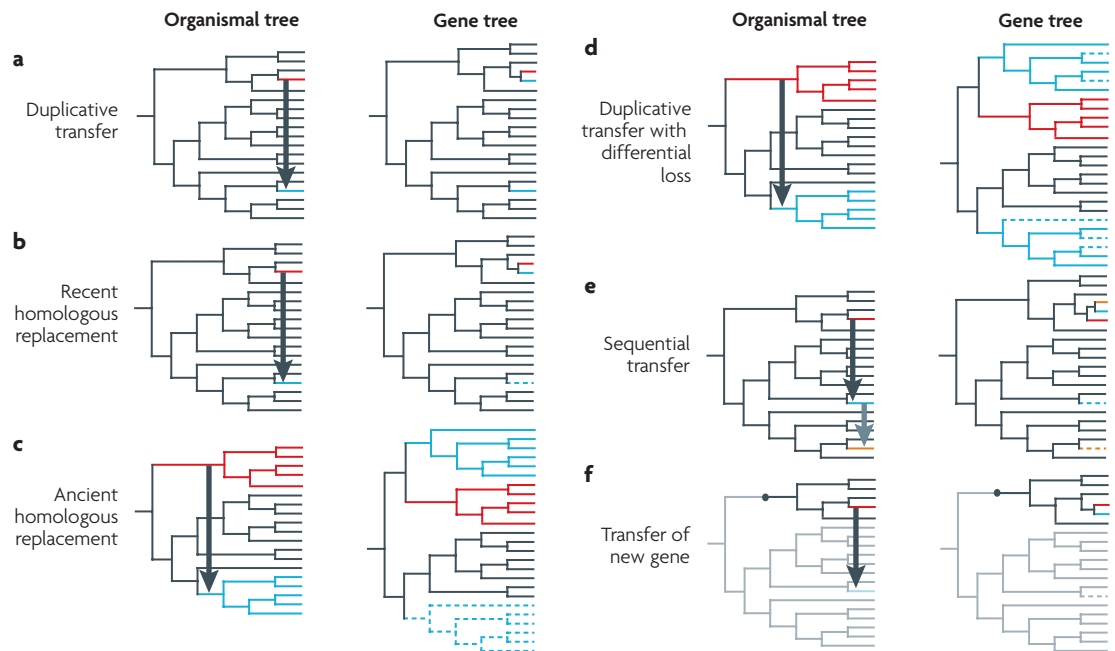 Organismal tree
Gene tree
a
Duplicative
transfer
b
Recent
homologous
replacement
c
Ancient
homologous
replacement
Organismal tree
Gene tree
d
Duplicative
transfer with
differential
loss
e
Sequential
transfer
f
Transfer of
new gene